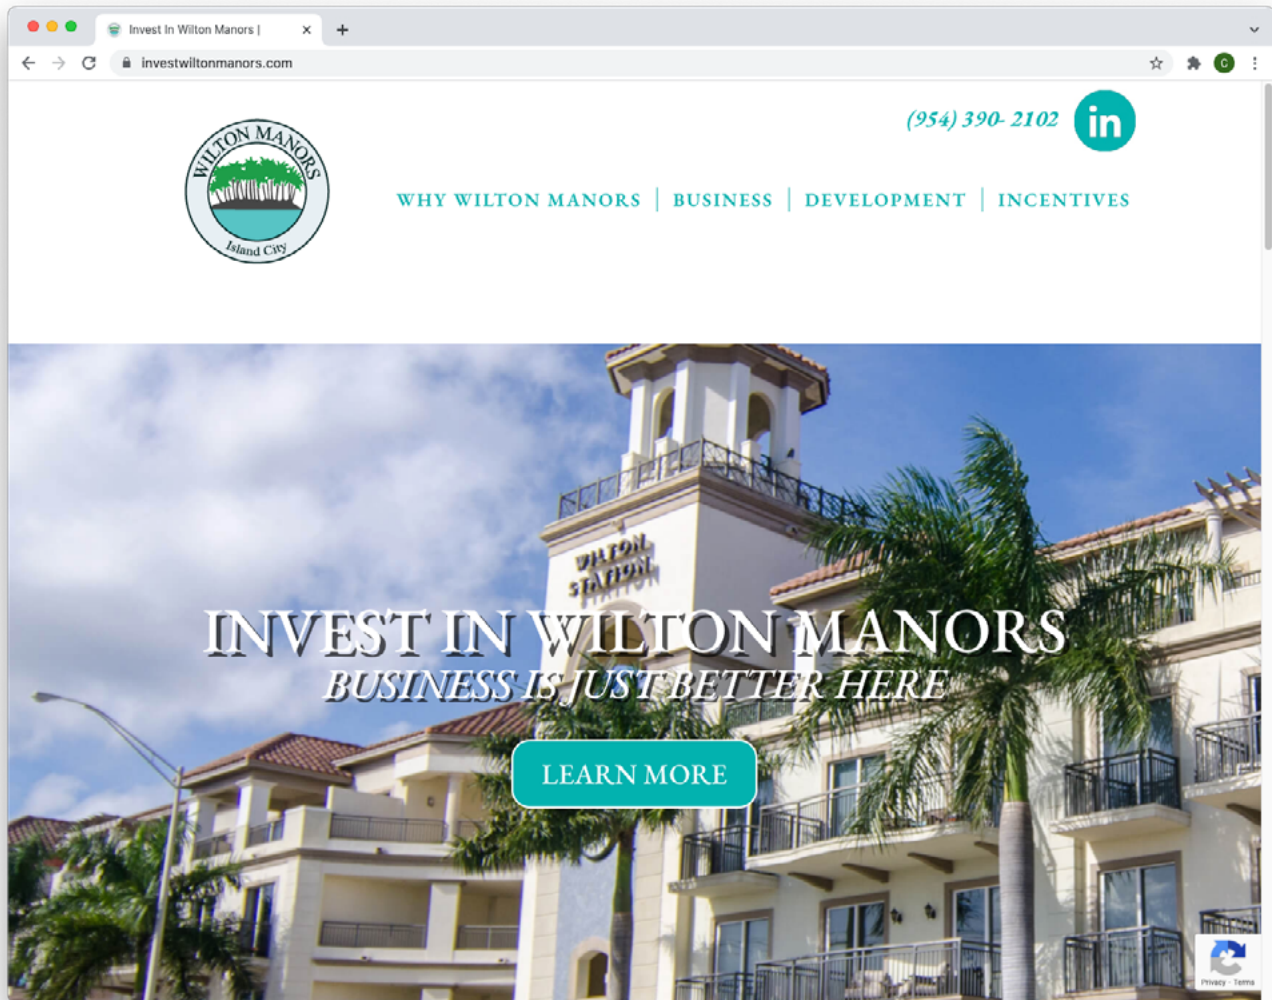 Invest In Wilton Manors |
investwiltonmanors.com
C
WILTON MANORS
Island City
(954) 390- 2102
in
WHY WILTON MANORS | BUSINESS | DEVELOPMENT | INCENTIVES
WILTON
STATION
INVEST IN WILTON MANORS
BUSINESS IS JUST BETTER HERE
LEARN MORE
Privacy - Terms